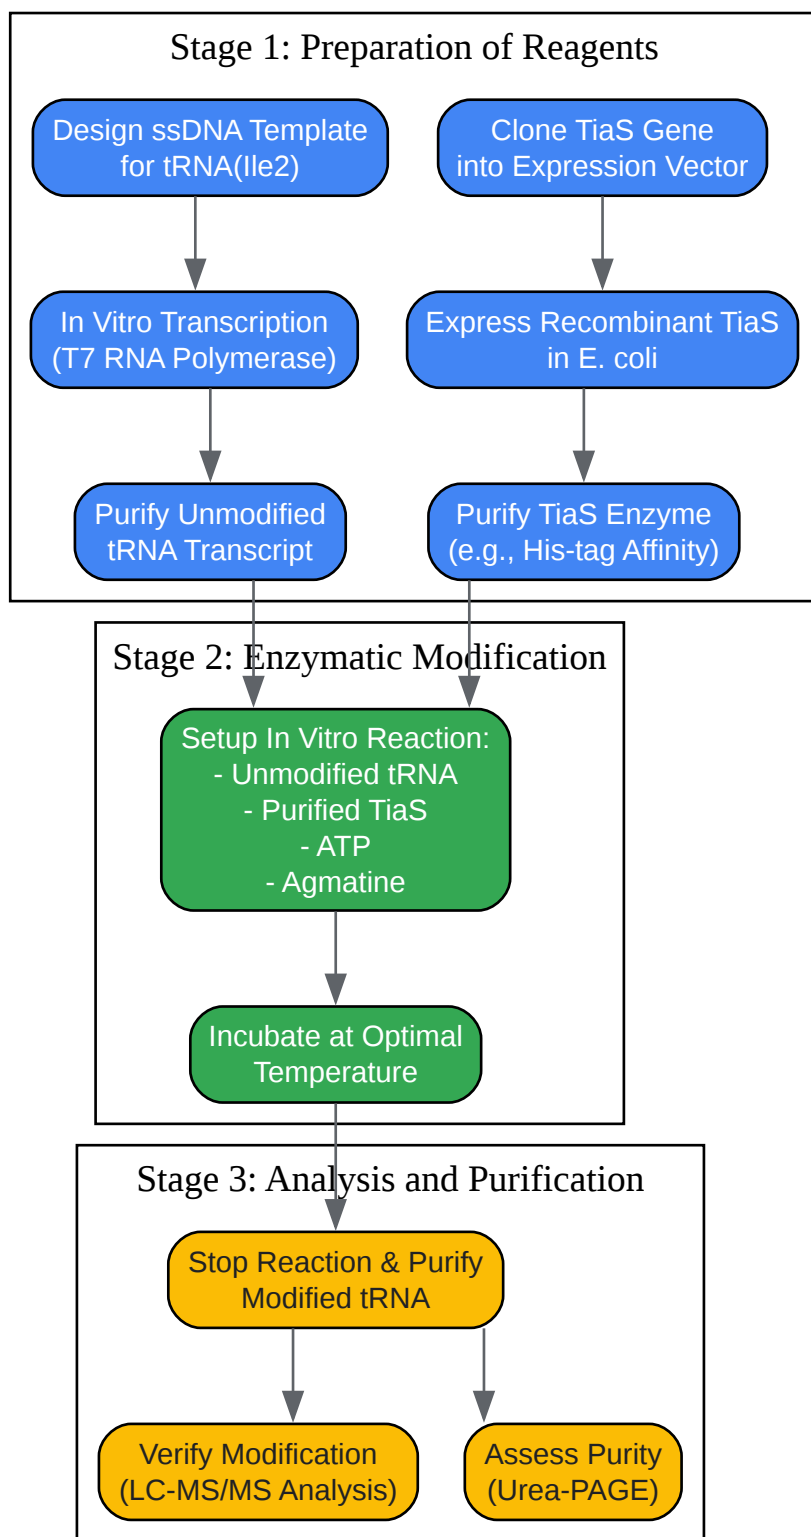 Stage 1: Preparation of Reagents
Design ssDNA Template
for tRNA(Ile2)
Clone TiaS Gene
into Expression Vector
In Vitro Transcription
(T7 RNA Polymerase)
Express Recombinant TiaS
in E. coli
Purify Unmodified
tRNA Transcript
Purify TiaS Enzyme
(e.g., His-tag Affinity)
Stage 2: Enzymatic Modification
Setup In Vitro Reaction:
- Unmodified tRNA
- Purified TiaS
- ATP
- Agmatine
Incubate at Optimal
Temperature
Stage 3: Analysis and Purification
Stop Reaction & Purify
Modified tRNA
Verify Modification
(LC-MS/MS Analysis)
Assess Purity
(Urea-PAGE)